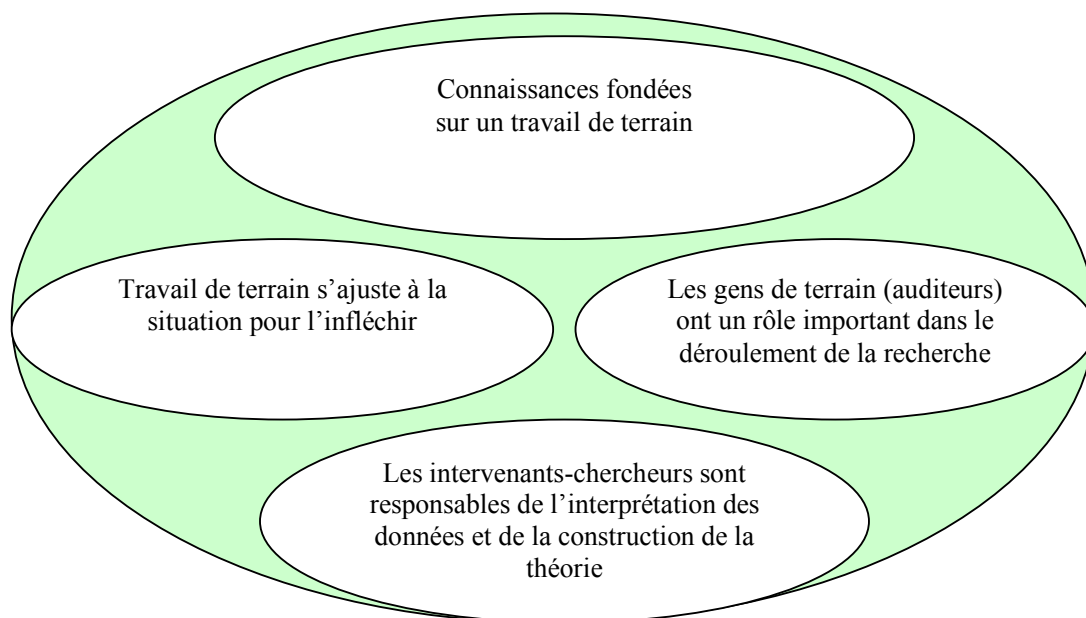 Connaissances fondées
sur un travail de terrain
Travail de terrain s’ajuste à la
situation pour l’infléchir
Les gens de terrain (auditeurs)
ont un rôle important dans le
déroulement de la recherche
Les intervenants-chercheurs sont
responsables de l’interprétation des
données et de la construction de la
théorie